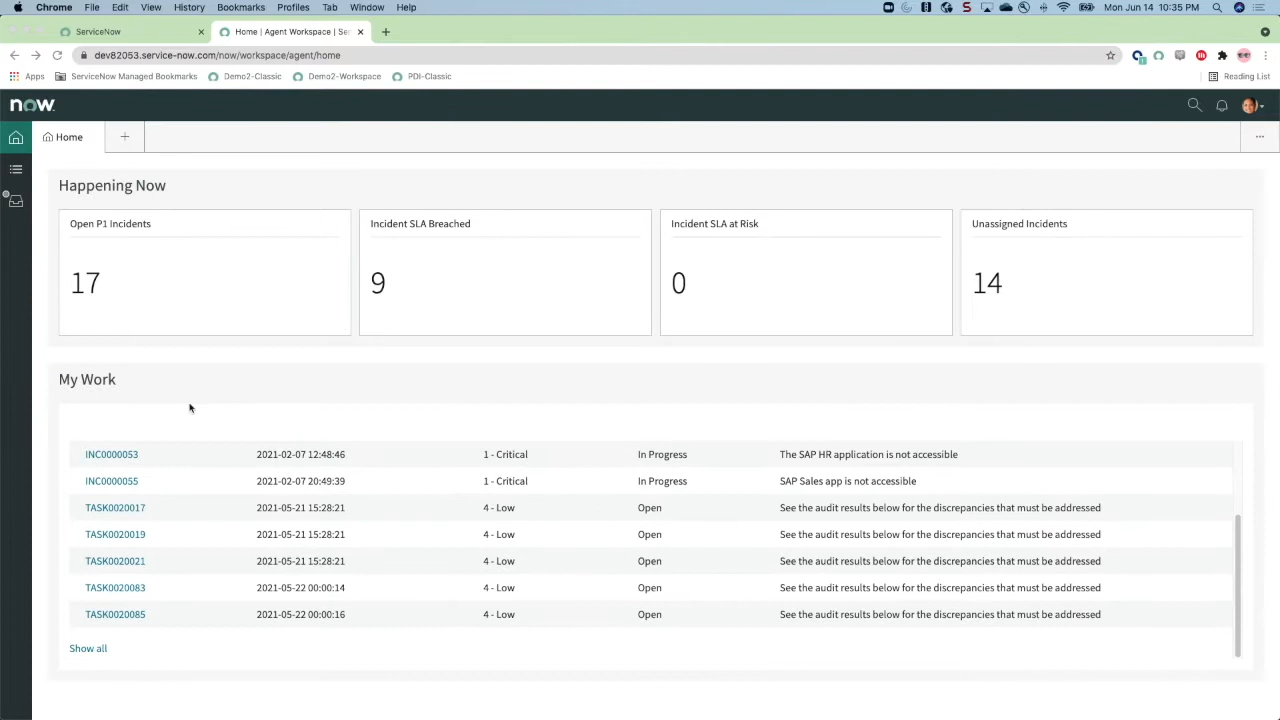 Chrome File Edit View History Bookmarks Profiles Tab Window Help Mon Jun 14 10:35 PM
ServiceNow Home | Agent Workspace | Ser
dev82053.service-now.com/now/workspace/agent/home
Apps ServiceNow Managed Bookmarks Demo2-Classic Demo2-Workspace PDI-Classic Reading List
now.
Home
Happening Now
Open P1 Incidents Incident SLA Breached Incident SLA at Risk Unassigned Incidents
17 9 0 14
My Work
INC0000053 2021-02-07 12:48:46 1 - Critical In Progress The SAP HR application is not accessible
INC0000055 2021-02-07 20:49:39 1 - Critical In Progress SAP Sales app is not accessible
TASK0020017 2021-05-21 15:28:21 4 - Low Open See the audit results below for the discrepancies that must be addressed
TASK0020019 2021-05-21 15:28:21 4 - Low Open See the audit results below for the discrepancies that must be addressed
TASK0020021 2021-05-21 15:28:21 4 - Low Open See the audit results below for the discrepancies that must be addressed
TASK0020083 2021-05-22 00:00:14 4 - Low Open See the audit results below for the discrepancies that must be addressed
TASK0020085 2021-05-22 00:00:16 4 - Low Open See the audit results below for the discrepancies that must be addressed
Show all